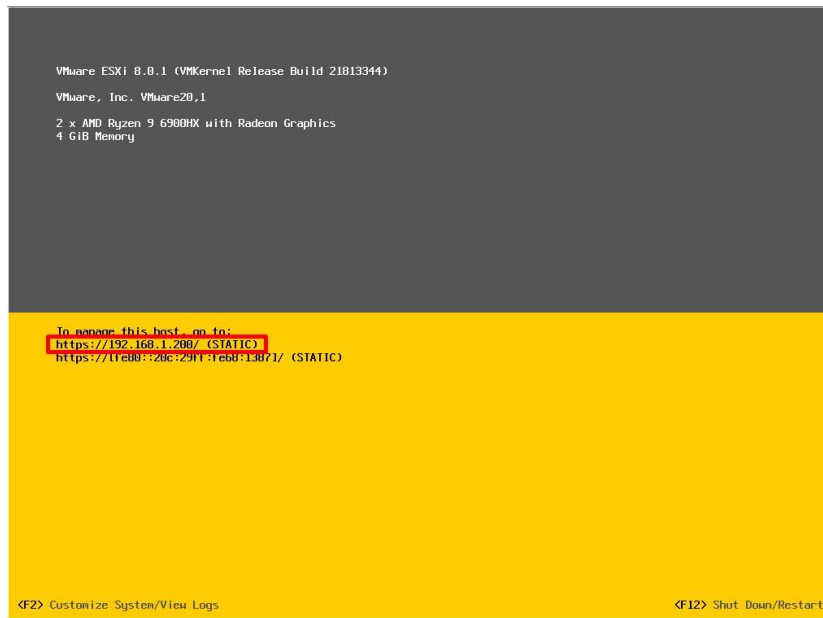 VMware ESXi 8.0.1 (VMKernel Release Build 21813344)
VMware, Inc. VMware20,1
2 x AMD Ryzen 9 6900HX with Radeon Graphics
4 GiB Memory
To manage this host, go to:
https://192.168.1.200/ (STATIC)
https://[fe80::20c:29ff:fe68:1387]/ (STATIC)
<F2> Customize System/View Logs
<F12> Shut Down/Restart